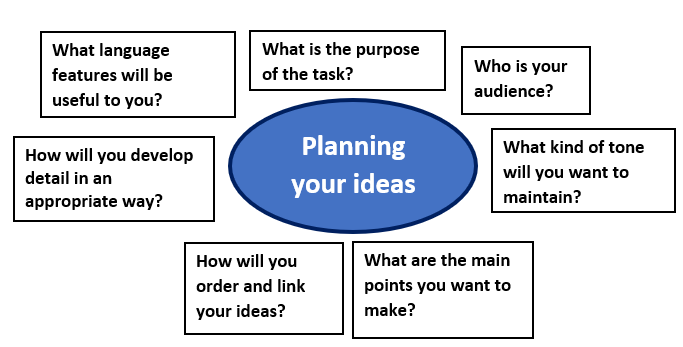 What language
features will be
useful to you?
What is the purpose
of the task?
Who is your
audience?
How will you develop
detail in an
appropriate way?
Planning
your ideas
What kind of tone
will you want to
maintain?
How will you
order and link
your ideas?
What are the main
points you want to
make?